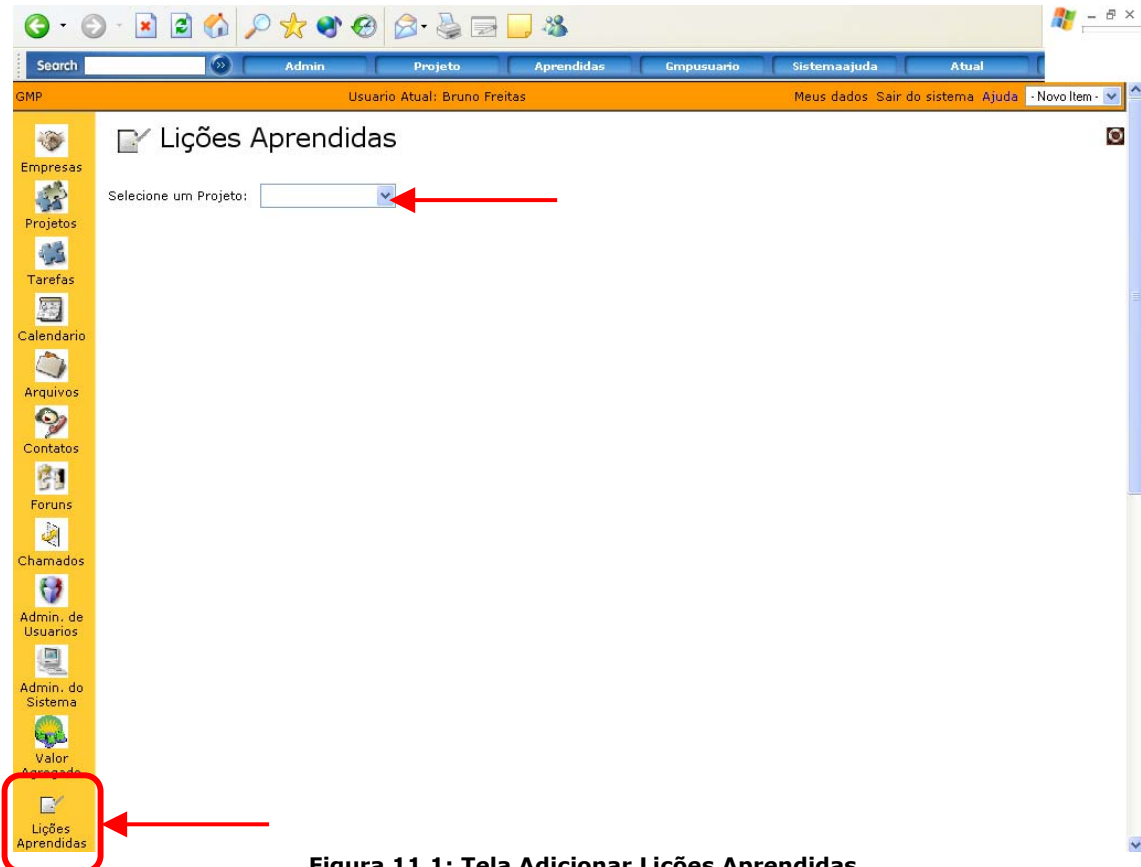 Search Admin Projeto Aprendidas Gmpusuario Sistemaajuda Atual
GMP Usuario Atual: Bruno Freitas Meus dados Sair do sistema Ajuda - Novo Item -
Lições Aprendidas
Selecione um Projeto:
Empresas
Projetos
Tarefas
Calendario
Arquivos
Contatos
Foruns
Chamados
Admin. de
Usuarios
Admin. do
Sistema
Valor
Agregado
Lições
Aprendidas
Figura 11.1: Tela Adicionar Lições Aprendidas